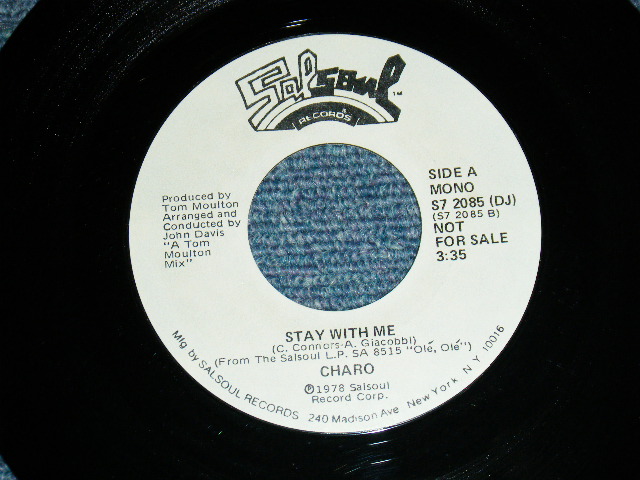 Salsoul
TM
RECORDS
SIDE A
MONO
S7 2085 (DJ)
(S7 2085 B)
NOT
FOR SALE
3:35
Produced by
Tom Moulton
Arranged and
Conducted by
John Davis
"A Tom
Moulton
Mix"
STAY WITH ME
(C. Connors-A. Giacobbi)
(From The Salsoul L.P. SA 8515 "Olé, Olé")
CHARO
℗1978 Salsoul
Record Corp.
Mfg by SALSOUL RECORDS 240 Madison Ave New York N Y 10016